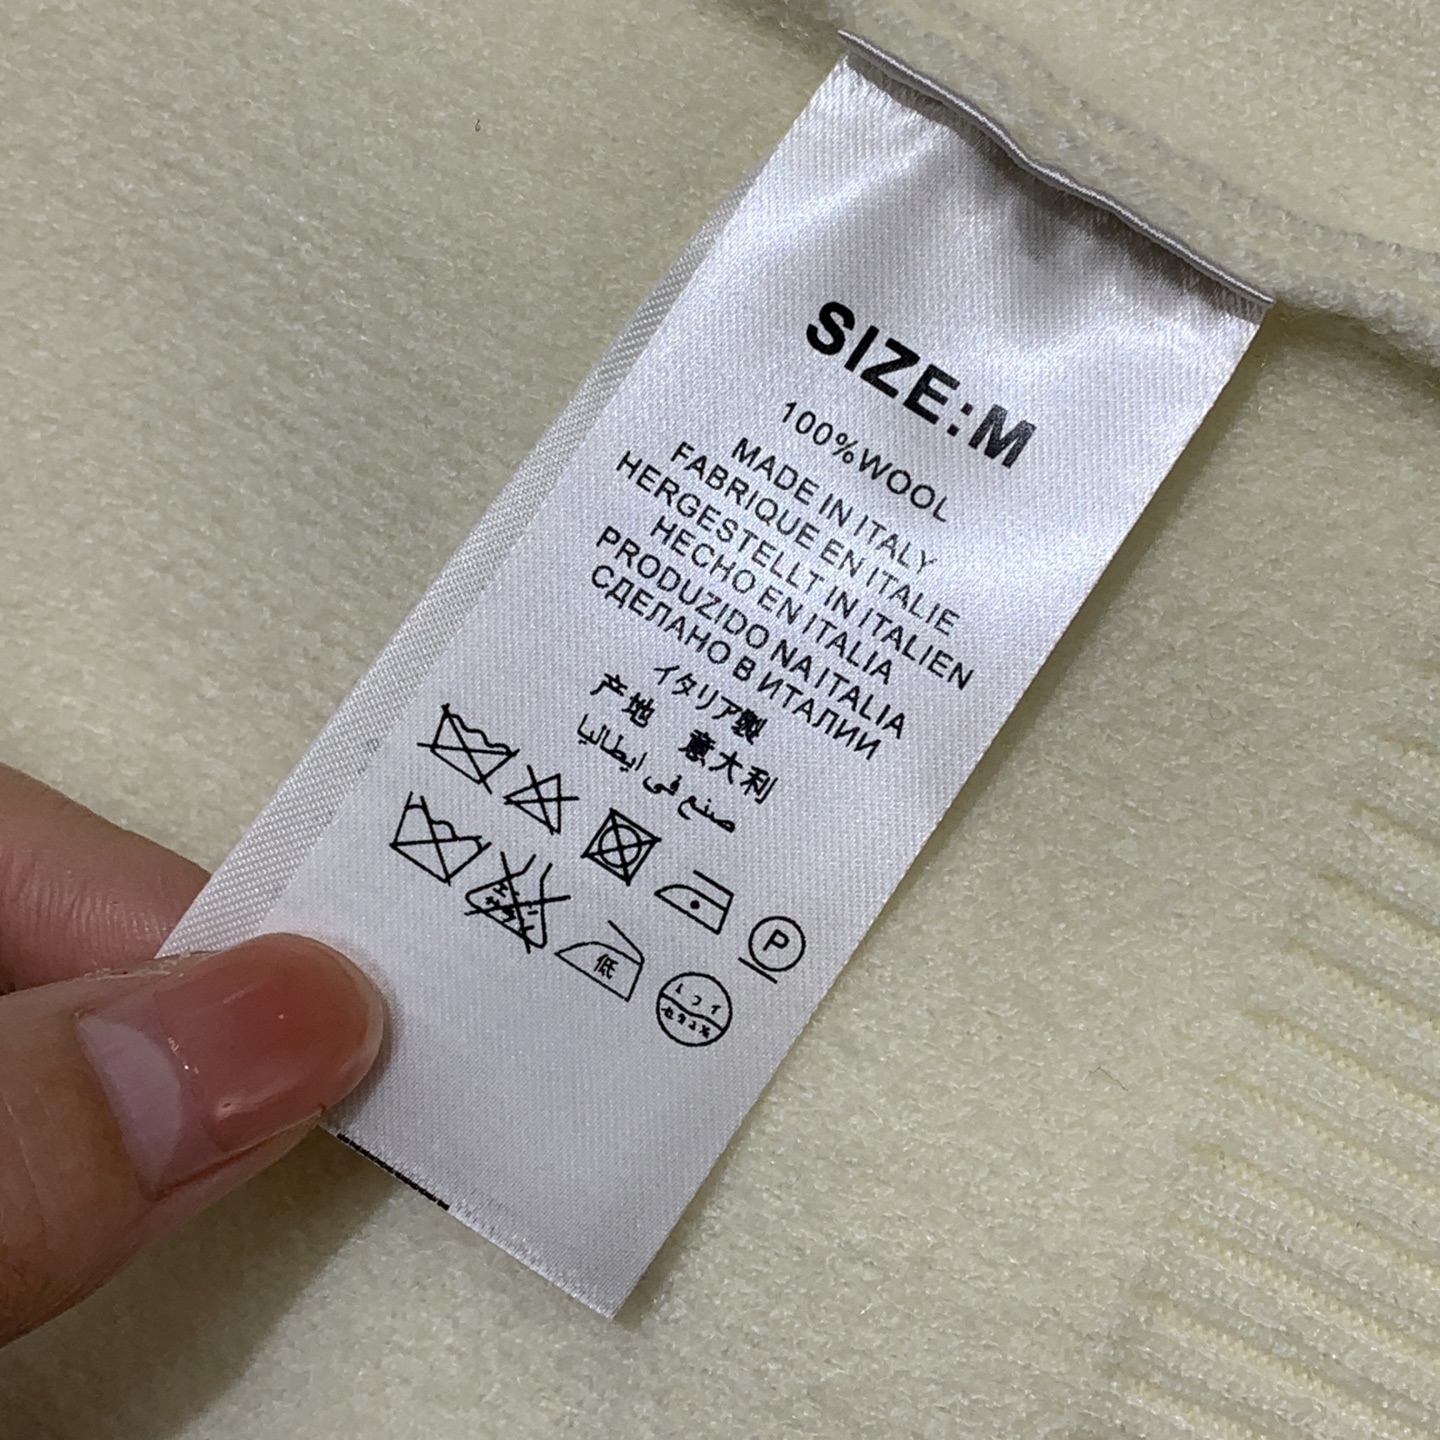 SIZE:M
100%WOOL
MADE IN ITALY
FABRIQUE EN ITALIE
HERGESTELLT IN ITALIEN
HECHO EN ITALIA
PRODUZIDO NA ITALIA
СДЕЛАНО В ИТАЛИИ
イタリア製
产地 意大利
صنع فى ايطاليا
P
低